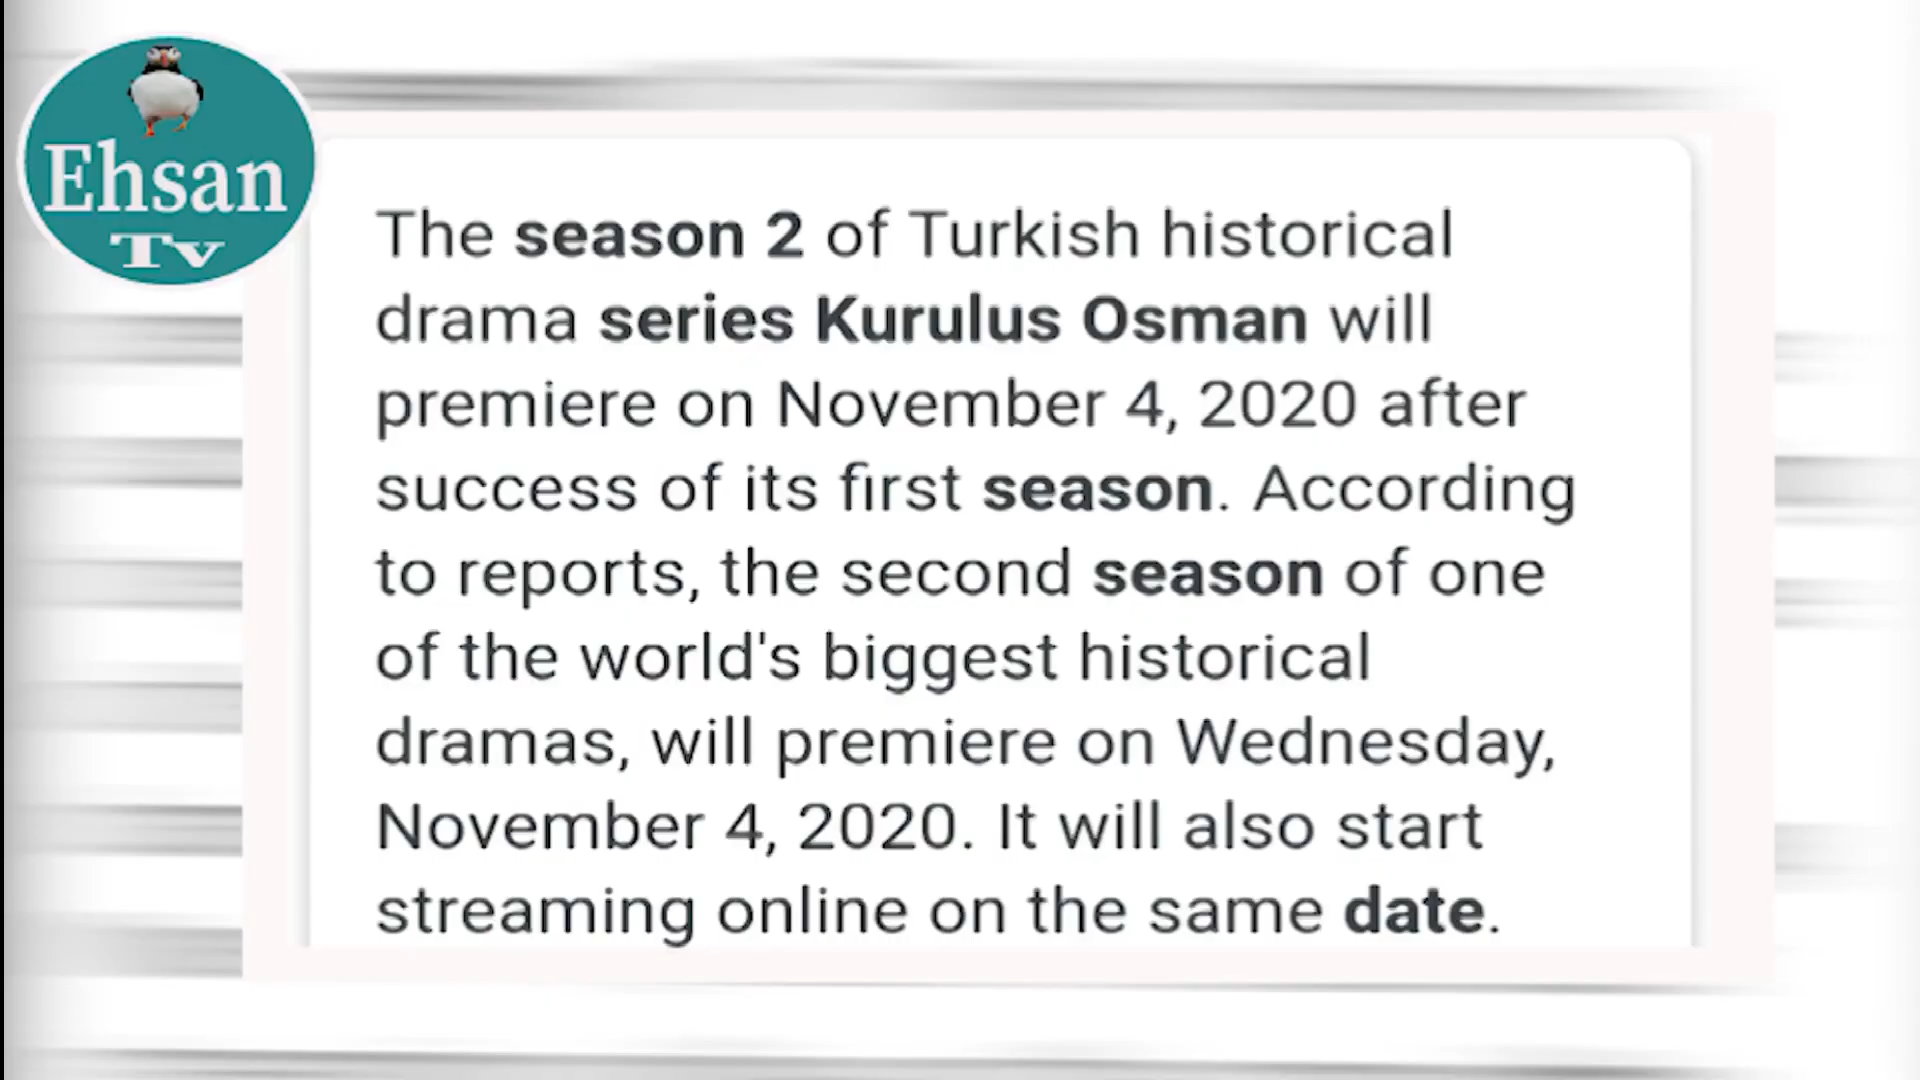 Ehsan
Tv
The season 2 of Turkish historical
drama series Kurulus Osman will
premiere on November 4, 2020 after
success of its first season. According
to reports, the second season of one
of the world's biggest historical
dramas, will premiere on Wednesday,
November 4, 2020. It will also start
streaming online on the same date.